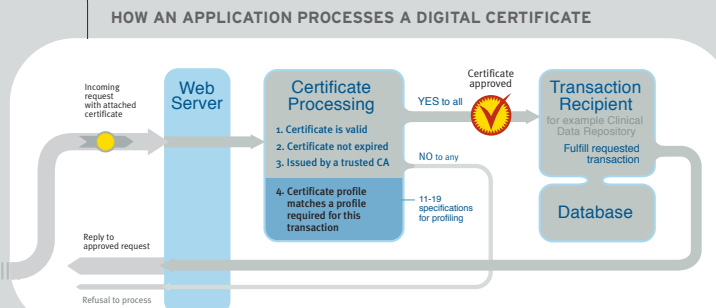 HOW AN APPLICATION PROCESSES A DIGITAL CERTIFICATE
Incoming
request
with attached
certificate
Web
Server
Certificate
Processing
1. Certificate is valid
2. Certificate not expired
3. Issued by a trusted CA
4. Certificate profile
matches a profile
required for this
transaction
YES to all
NO to any
11-19
specifications
for profiling
Certificate
approved
Transaction
Recipient
for example Clinical
Data Repository
Fulfill requested
transaction
Database
Reply to
approved request
Refusal to process